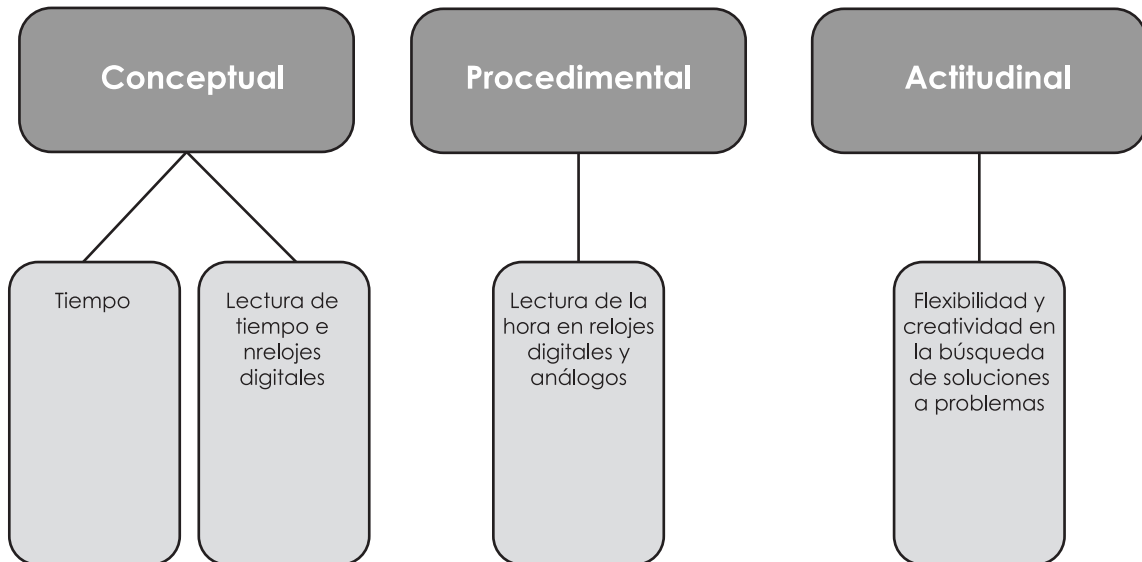 Conceptual
Procedimental
Actitudinal
Tiempo
Lectura de
tiempo e
nrelojes
digitales
Lectura de la
hora en relojes
digitales y
análogos
Flexibilidad y
creatividad en
la búsqueda
de soluciones
a problemas